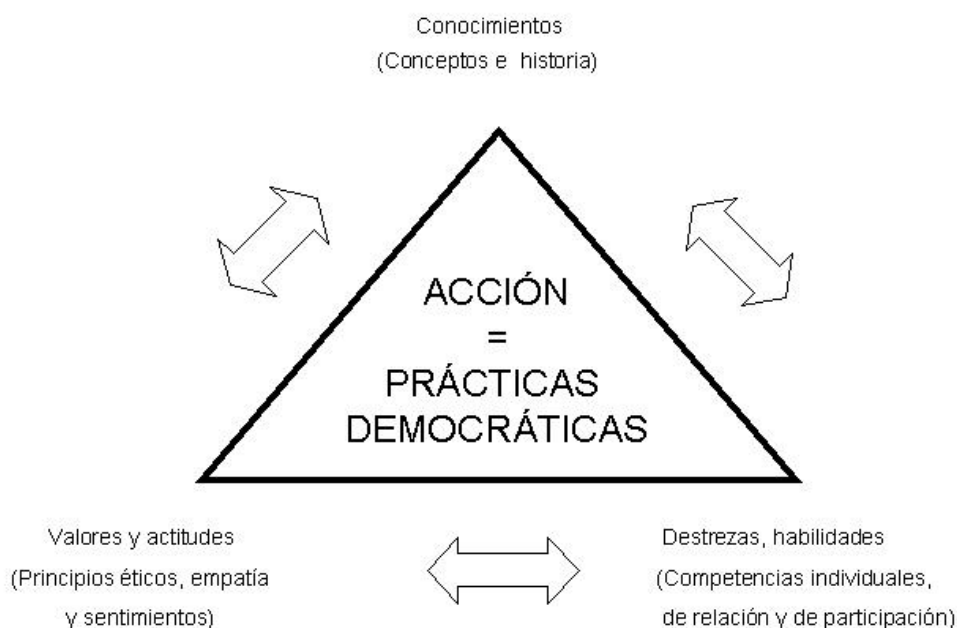 Conocimientos
(Conceptos e historia)
ACCIÓN
=
PRÁCTICAS
DEMOCRÁTICAS
Valores y actitudes
(Principios éticos, empatía
y sentimientos)
Destrezas, habilidades
(Competencias individuales,
de relación y de participación)